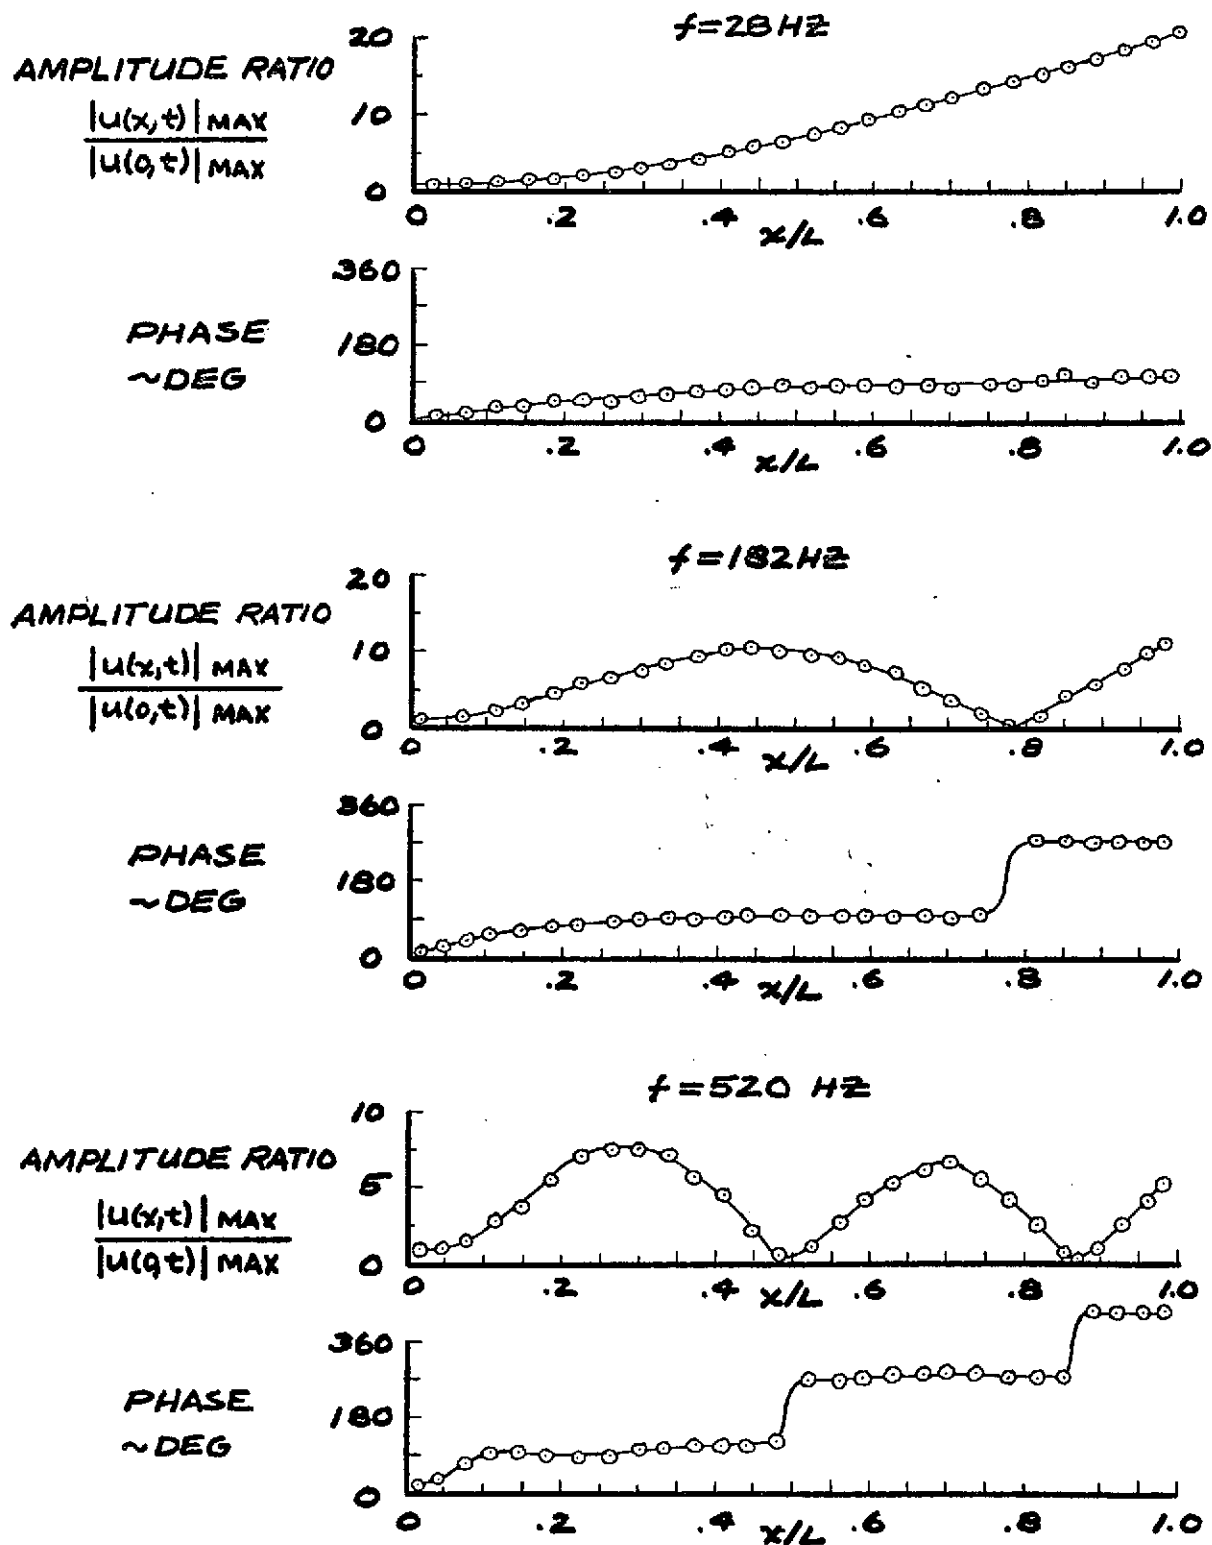 f=28 HZ
AMPLITUDE RATIO
|u(x,t)| MAX
|u(0,t)| MAX
20
10
0
0 .2 .4 .6 .8 1.0
x/L
PHASE
~DEG
360
180
0
0 .2 .4 .6 .8 1.0
x/L
f=182 HZ
AMPLITUDE RATIO
|u(x,t)| MAX
|u(0,t)| MAX
20
10
0
0 .2 .4 .6 .8 1.0
x/L
PHASE
~DEG
360
180
0
0 .2 .4 .6 .8 1.0
x/L
f=520 HZ
AMPLITUDE RATIO
|u(x,t)| MAX
|u(0,t)| MAX
10
5
0
0 .2 .4 .6 .8 1.0
x/L
PHASE
~DEG
360
180
0
0 .2 .4 .6 .8 1.0
x/L